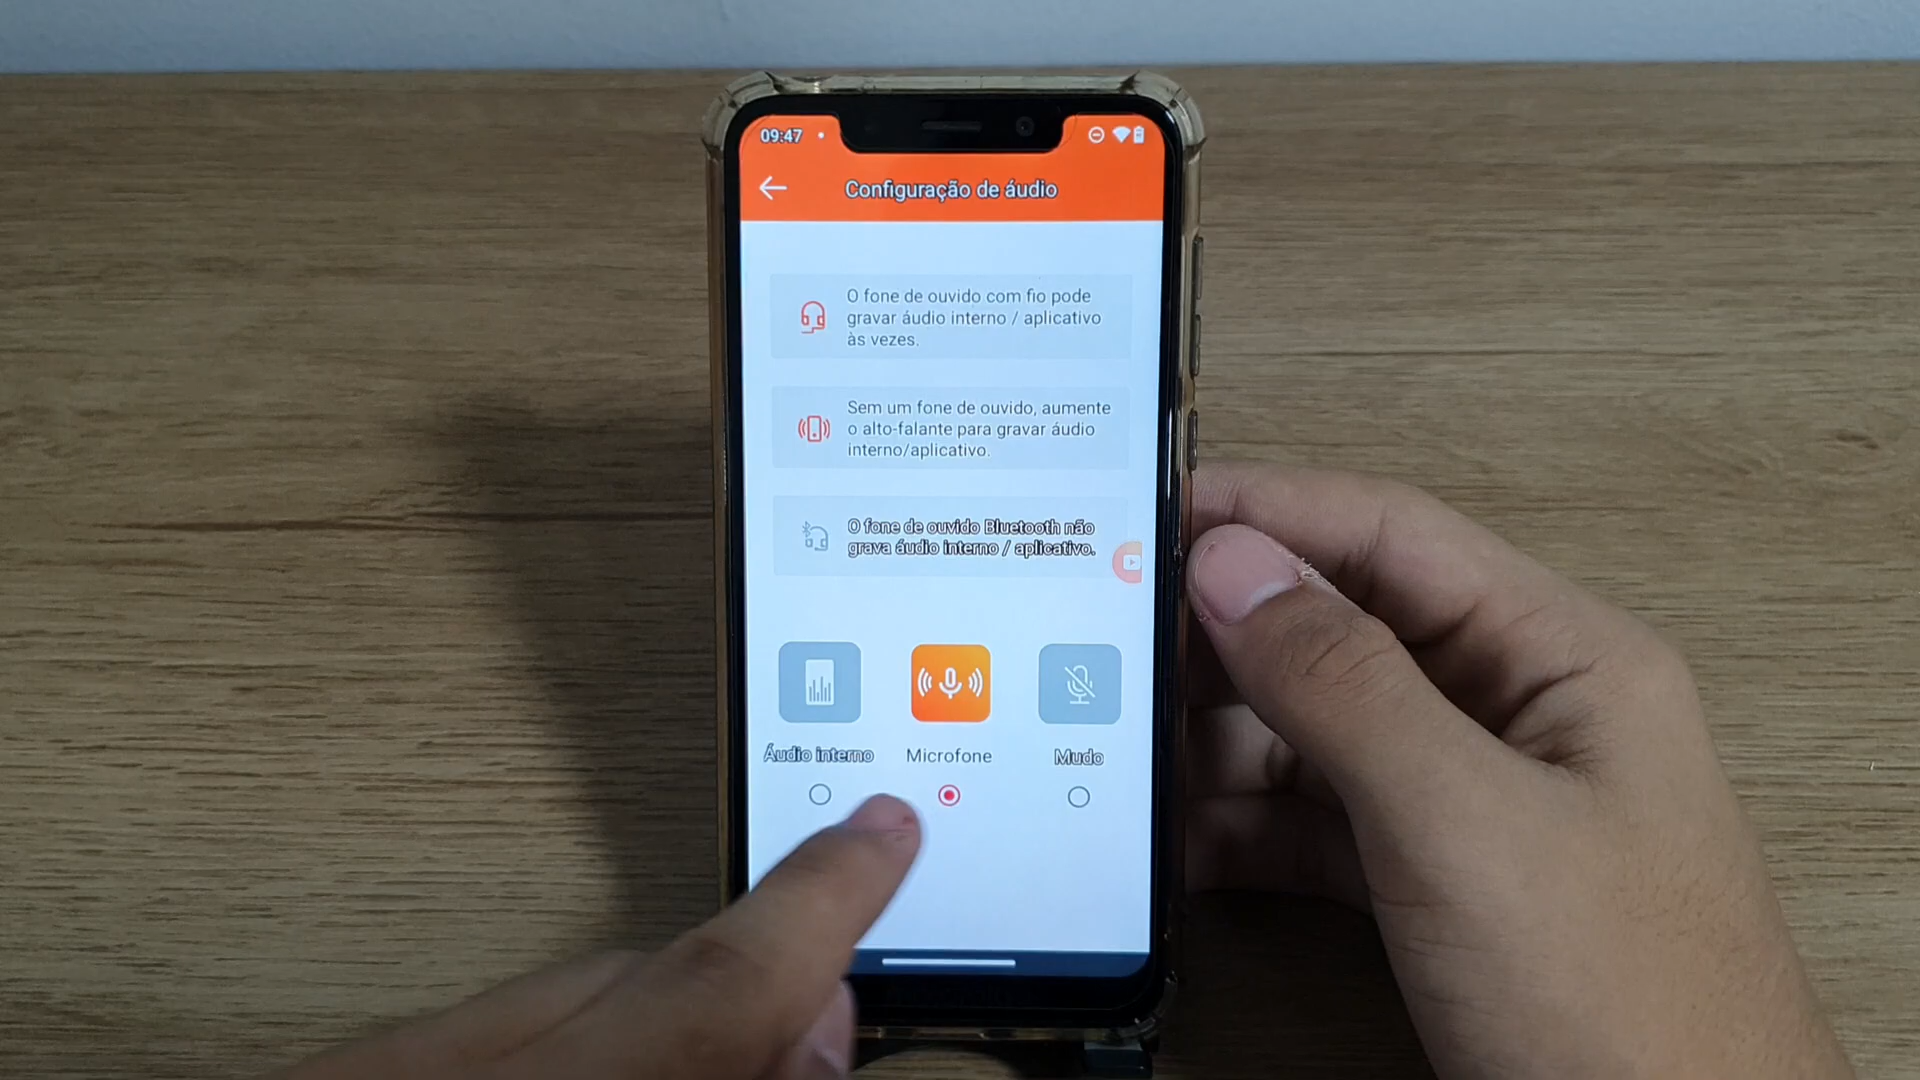 09:47
Configuração de áudio
O fone de ouvido com fio pode
gravar áudio interno / aplicativo
às vezes.
Sem um fone de ouvido, aumente
o alto-falante para gravar áudio
interno/aplicativo.
O fone de ouvido Bluetooth não
grava áudio interno / aplicativo.
Áudio interno
Microfone
Mudo